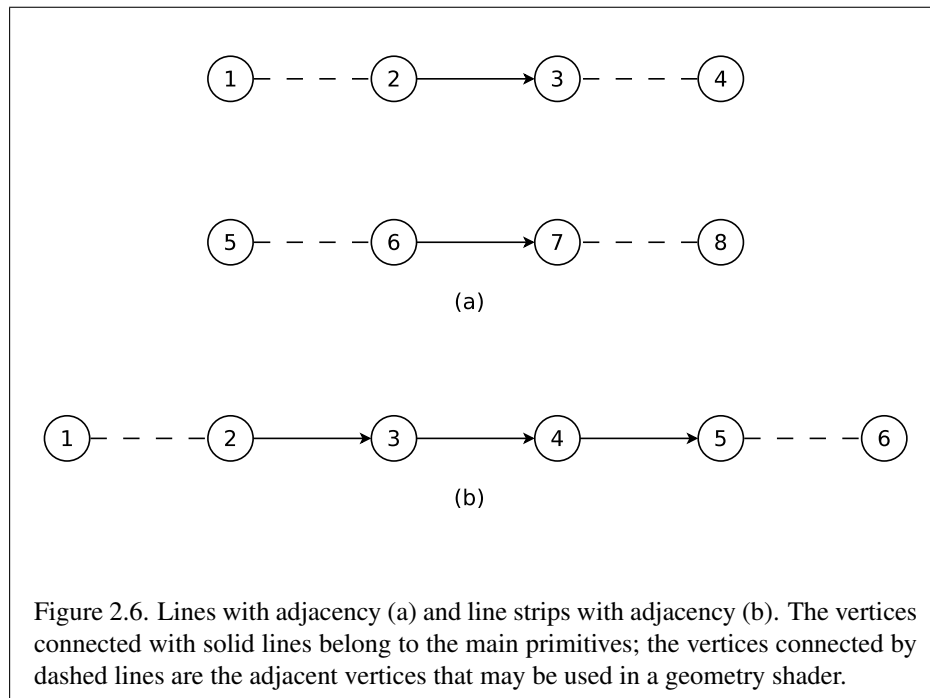 1 2 3 4
5 6 7 8
(a)
1 2 3 4 5 6
(b)
Figure 2.6. Lines with adjacency (a) and line strips with adjacency (b). The vertices
connected with solid lines belong to the main primitives; the vertices connected by
dashed lines are the adjacent vertices that may be used in a geometry shader.